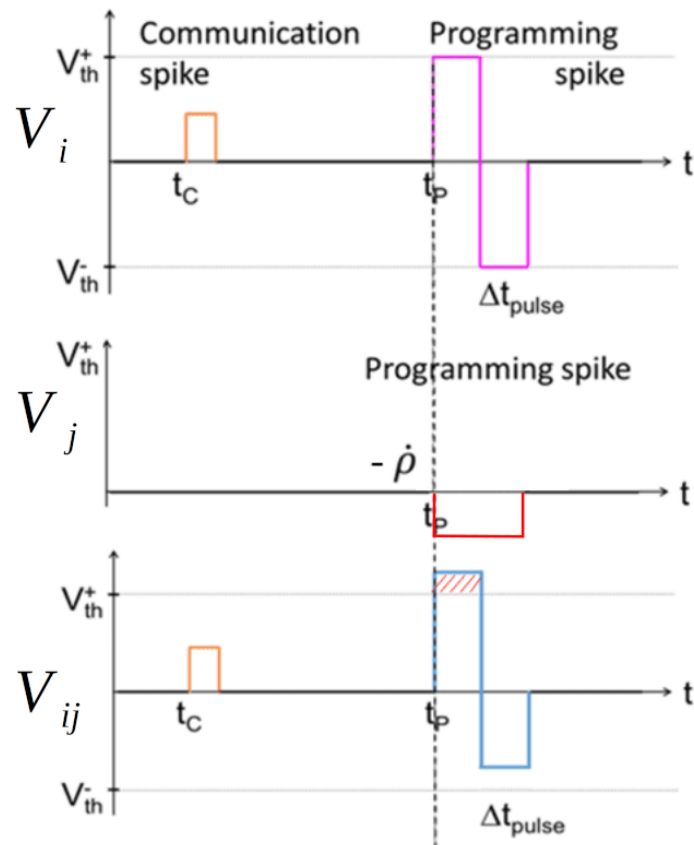 Communication spike
Programming spike
V⁺th
Vᵢ
t
tC
tP
V⁻th
Δtpulse
V⁺th
Programming spike
Vⱼ
- ρ̇
t
tP
V⁺th
Vᵢⱼ
t
tC
tP
V⁻th
Δtpulse